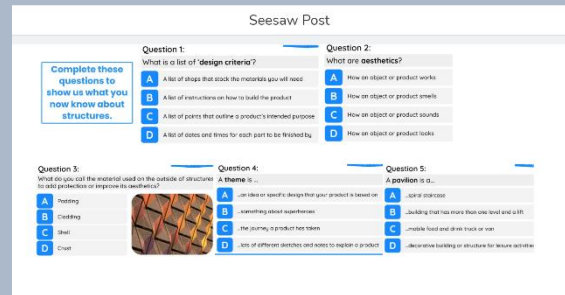 Seesaw Post
Complete these
questions to
show us what you
now know about
structures.
Question 1:
What is a list of 'design criteria'?
A A list of shops that stock the materials you will need
B A list of instructions on how to build the product
C A list of points that outline a product's intended purpose
D A list of dates and times for each part to be finished by
Question 2:
What are aesthetics?
A How an object or product works
B How an object or product smells
C How an object or product sounds
D How an object or product looks
Question 3:
What do you call the material used on the outside of structures
to add protection or improve its aesthetics?
A Padding
B Cladding
C Shell
D Crust
Question 4:
A theme is ...
A ...an idea or specific design that your product is based on
B ...something about superheroes
C ...the journey a product has taken
D ...lots of different sketches and notes to explain a product
Question 5:
A pavilion is a...
A ...spiral staircase
B ...building that has more than one level and a lift
C ...mobile food and drink truck or van
D ...decorative building or structure for leisure activities